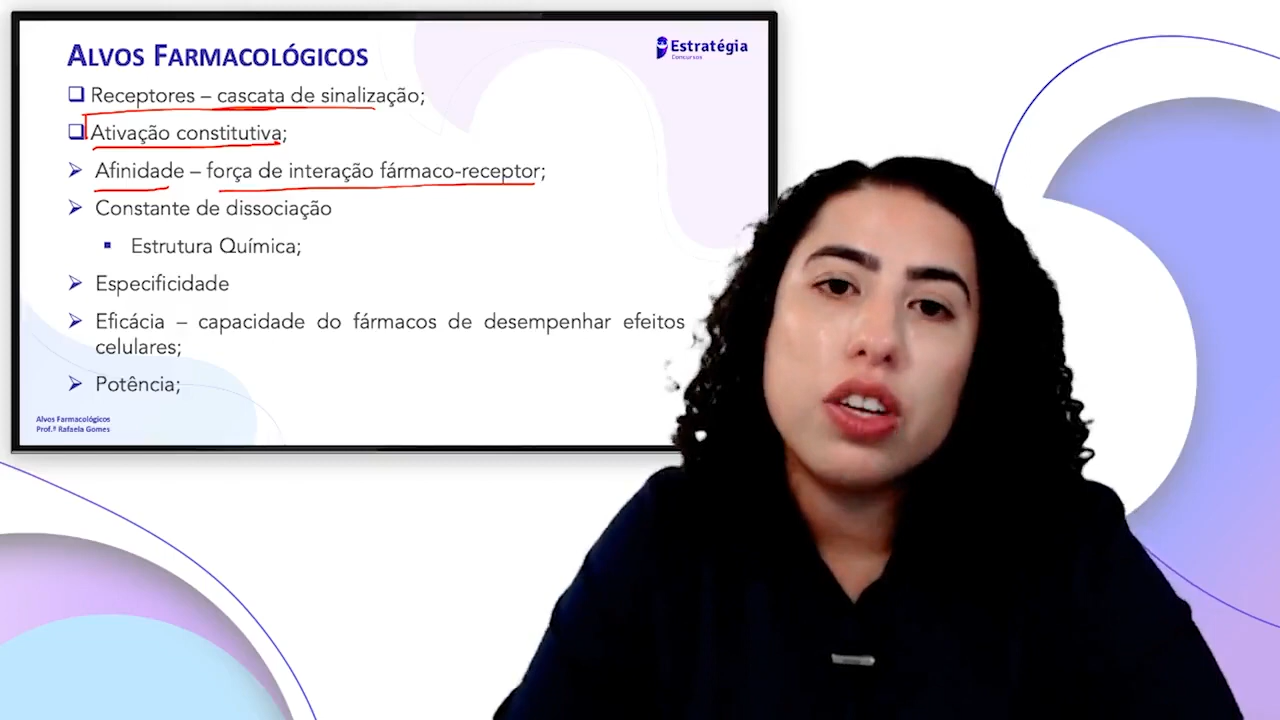 ALVOS FARMACOLÓGICOS
Estratégia
Concursos
Receptores – cascata de sinalização;
Ativação constitutiva;
Afinidade – força de interação fármaco-receptor;
Constante de dissociação
Estrutura Química;
Especificidade
Eficácia – capacidade do fármacos de desempenhar efeitos
celulares;
Potência;
Alvos Farmacológicos
Prof.ª Rafaela Gomes